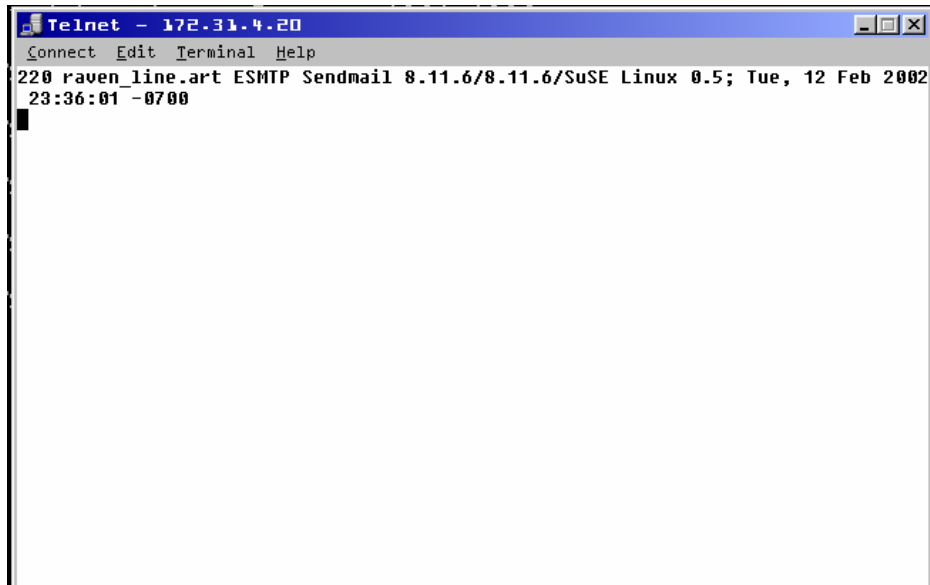 Telnet - 172.31.4.20
Connect Edit Terminal Help
220 raven_line.art ESMTP Sendmail 8.11.6/8.11.6/SuSE Linux 0.5; Tue, 12 Feb 2002
23:36:01 -0700